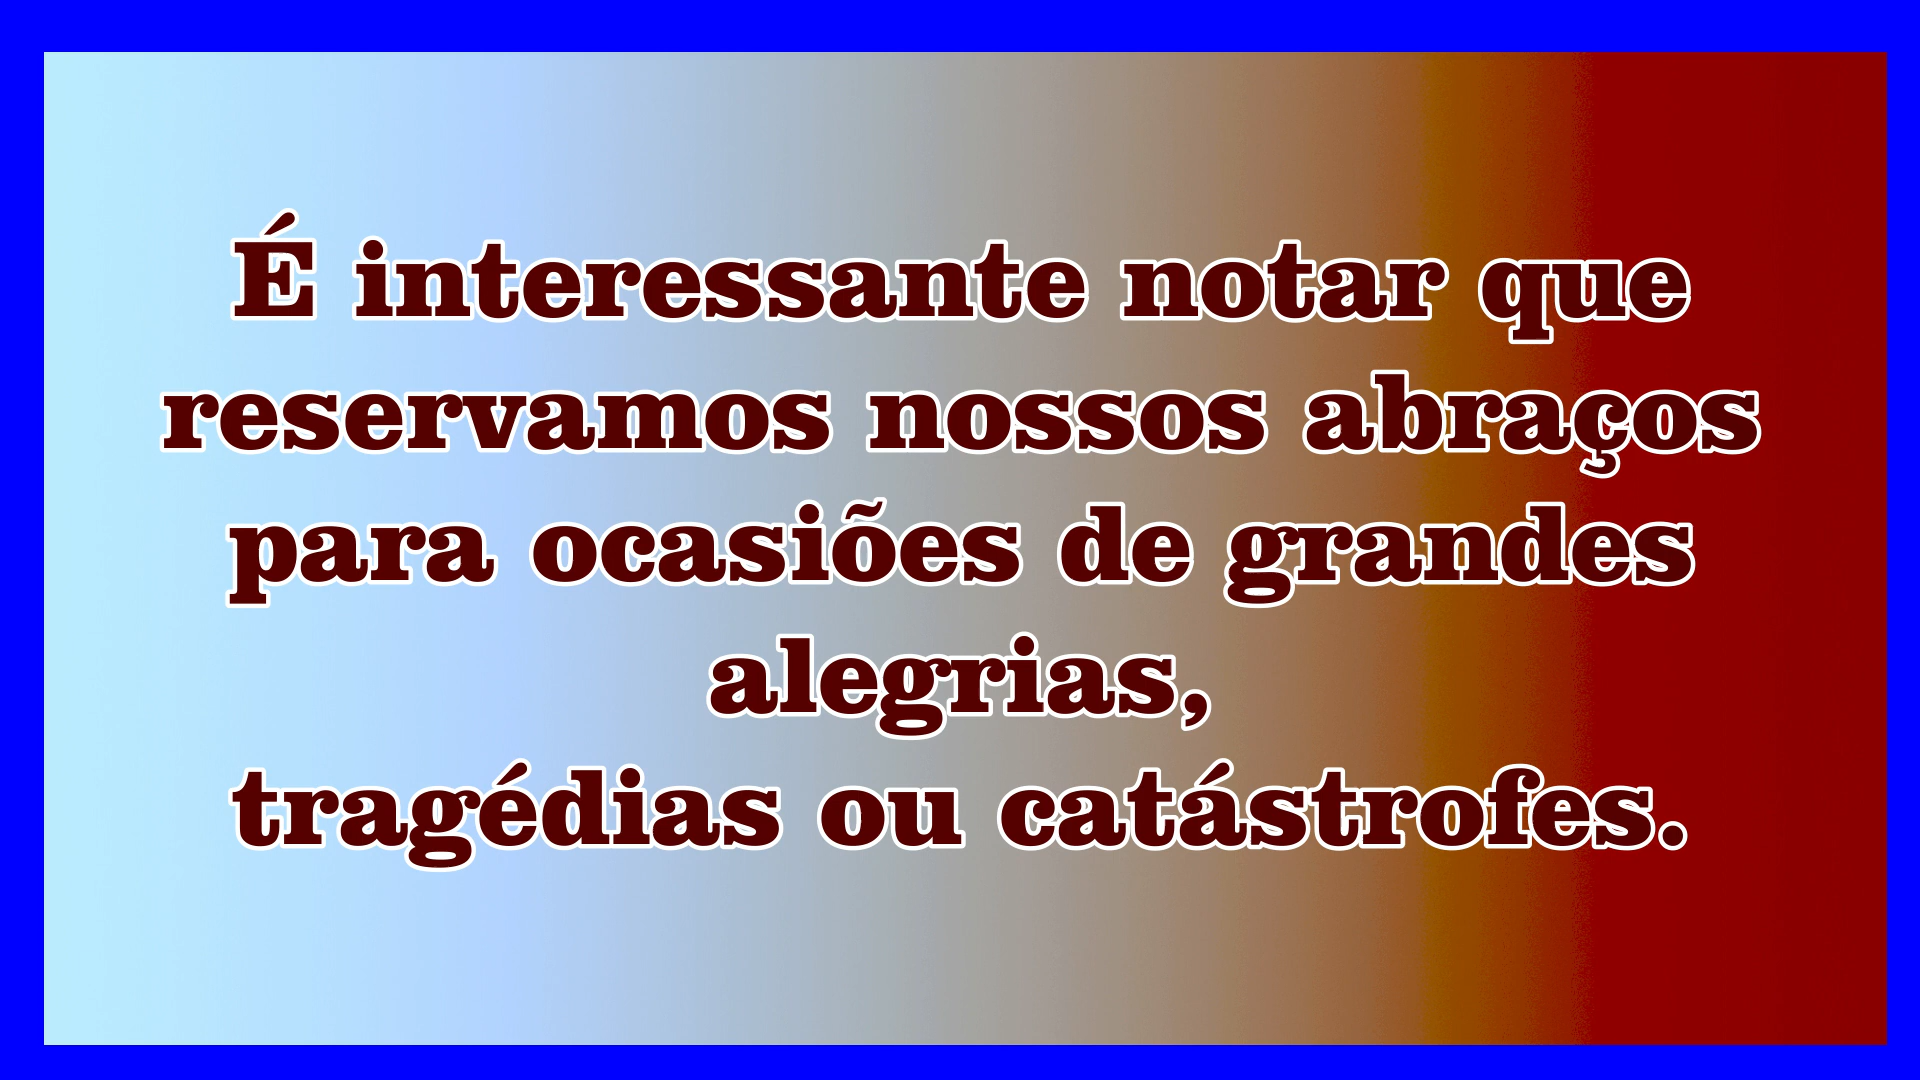 É interessante notar que
reservamos nossos abraços
para ocasiões de grandes
alegrias,
tragédias ou catástrofes.